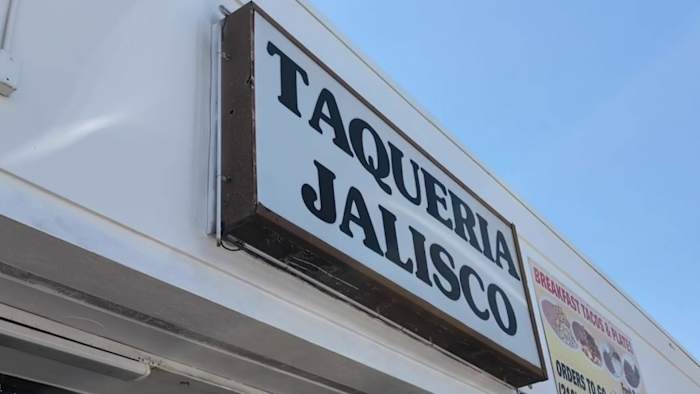 TAQUERIA
JALISCO
BREAKFAST TACOS & PLATES
ORDERS TO GO